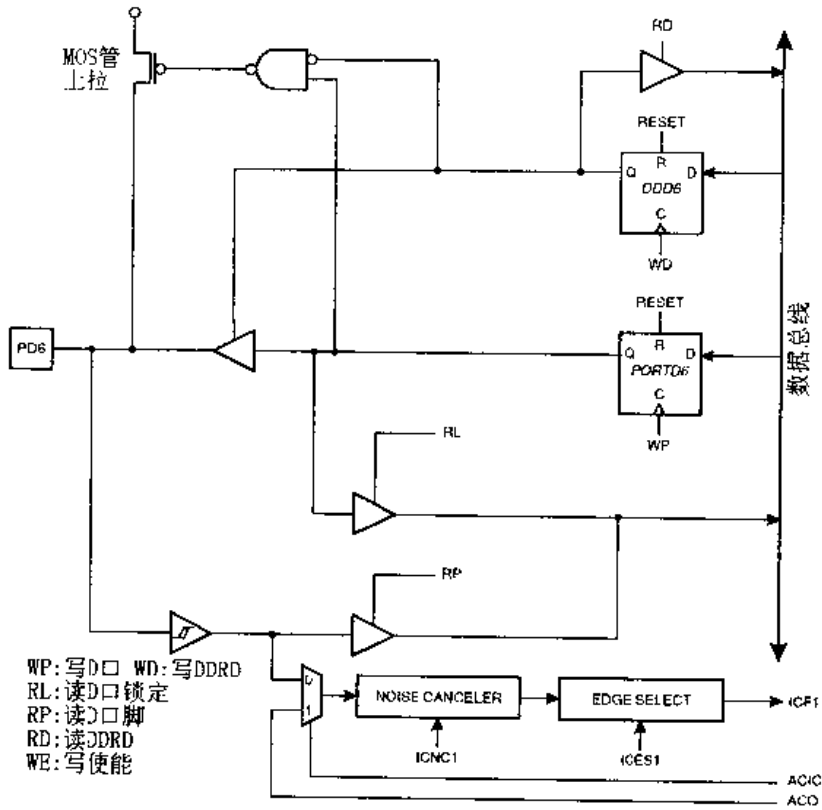 MOS管
上拉
RD
RESET
R
Q
D
DDD6
C
WD
RESET
R
Q
D
PORTD6
C
WP
数据总线
PD6
RL
RP
WP:写D口 WD:写DDRD
RL:读D口锁定
RP:读D口脚
RD:读DDRD
WE:写使能
0
1
NOISE CANCELER
EDGE SELECT
ICF1
ICNC1
ICES1
ACIC
ACO